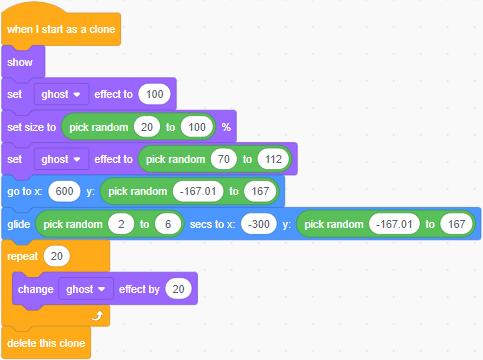 when I start as a clone
show
set ghost effect to 100
set size to pick random 20 to 100 %
set ghost effect to pick random 70 to 112
go to x: 600 y: pick random -167.01 to 167
glide pick random 2 to 6 secs to x: -300 y: pick random -167.01 to 167
repeat 20
change ghost effect by 20
delete this clone